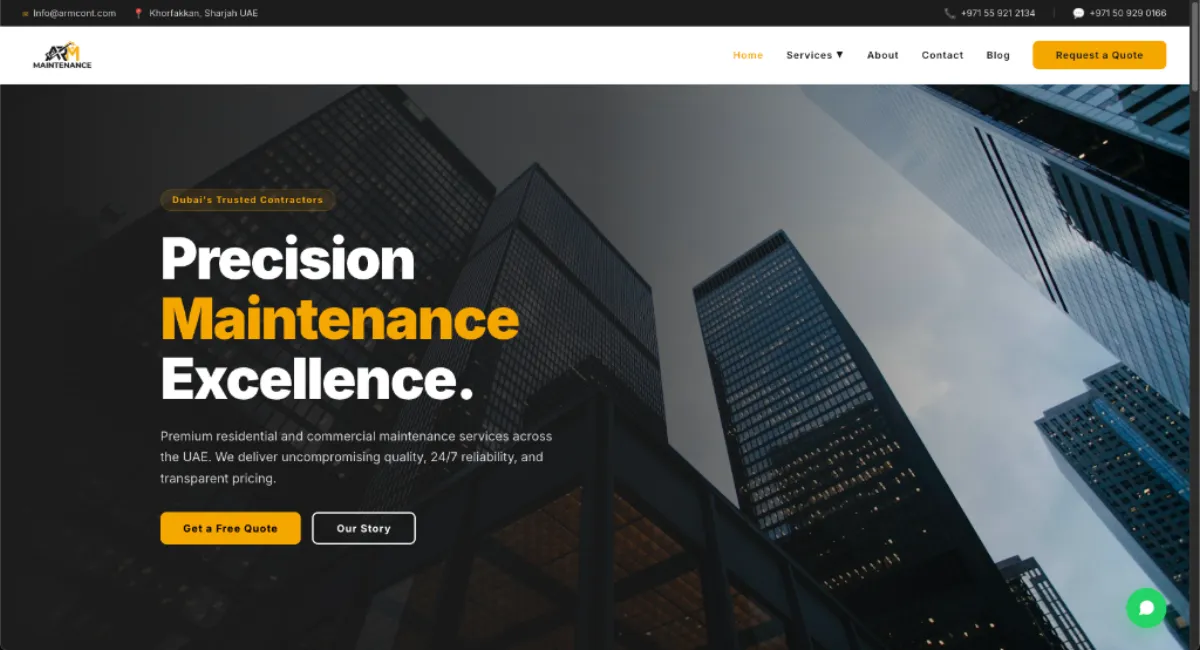 Info@armcont.com
Khorfakkan, Sharjah UAE
+971 55 921 2134
+971 50 929 0166
ARM
MAINTENANCE
Home
Services ▼
About
Contact
Blog
Request a Quote
Dubai's Trusted Contractors
Precision
Maintenance
Excellence.
Premium residential and commercial maintenance services across
the UAE. We deliver uncompromising quality, 24/7 reliability, and
transparent pricing.
Get a Free Quote
Our Story